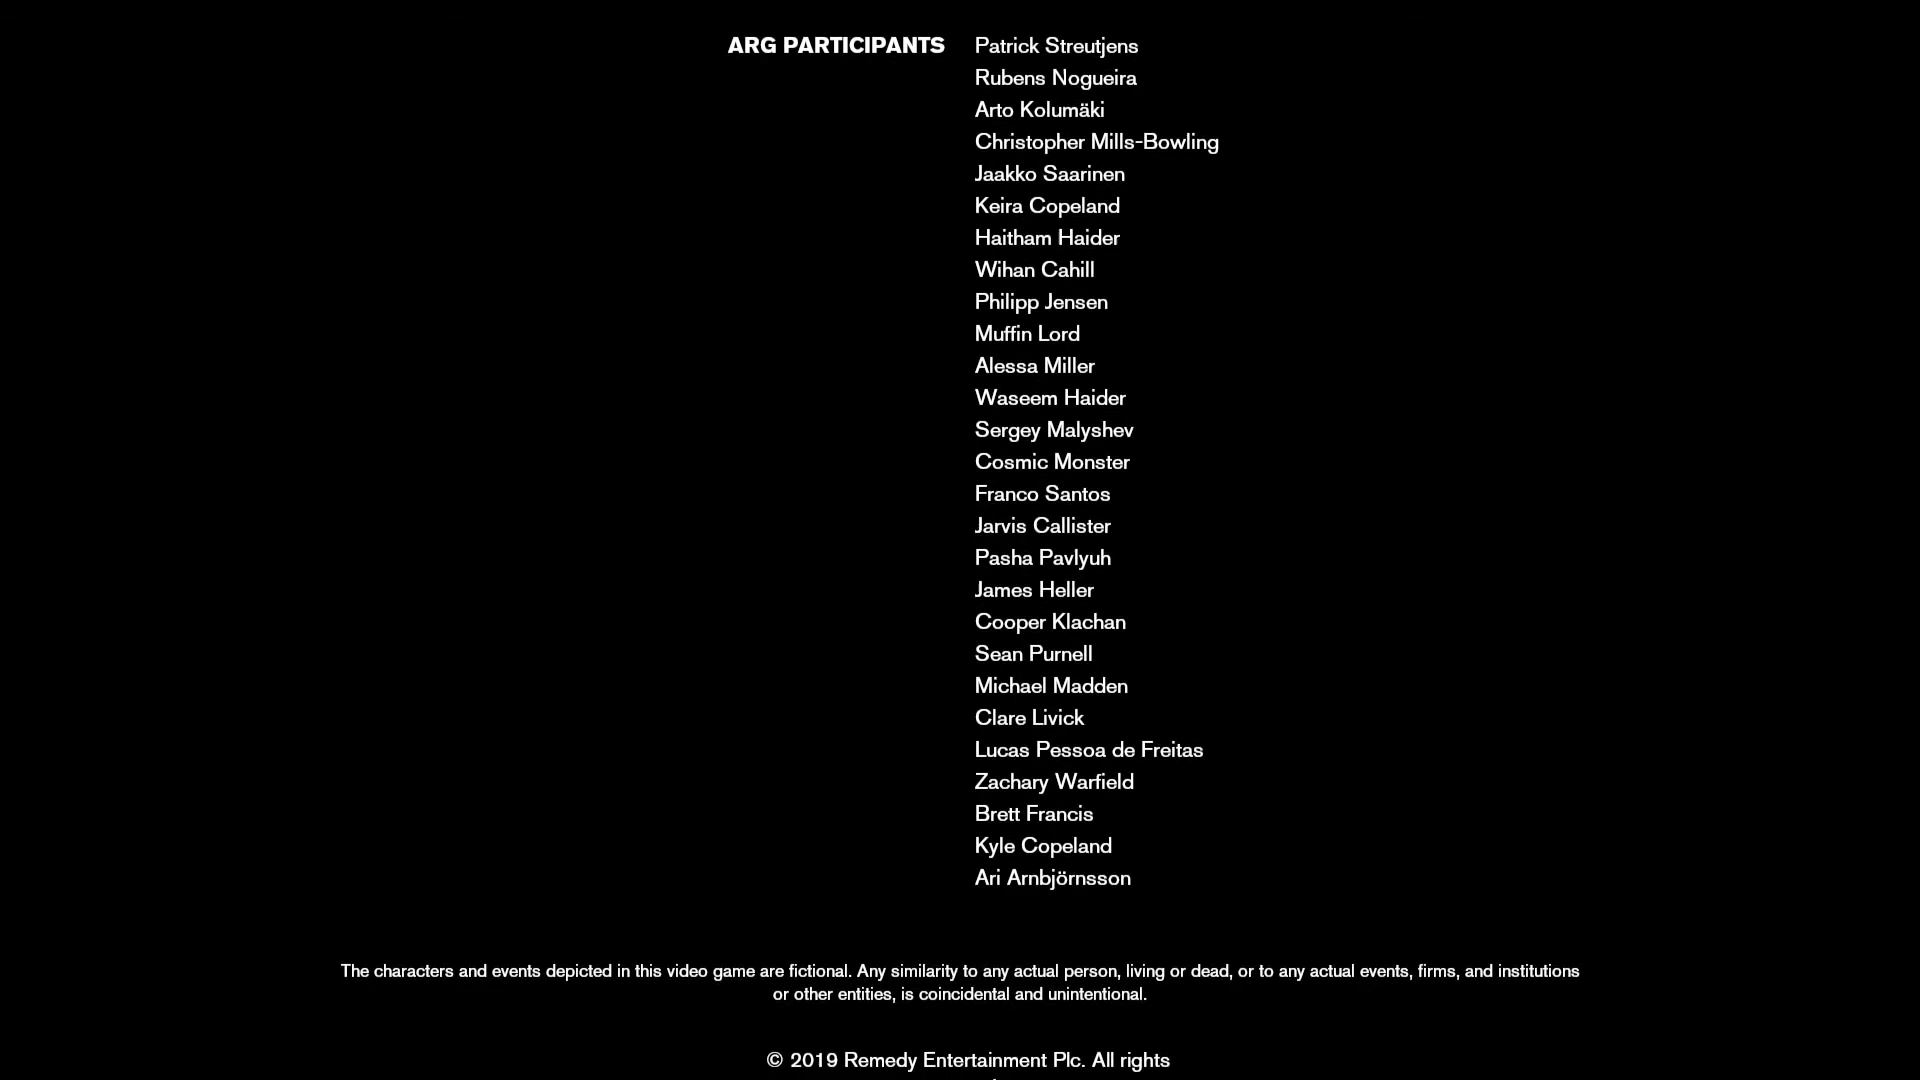 ARG PARTICIPANTS Patrick Streutjens
Rubens Nogueira
Arto Kolumäki
Christopher Mills-Bowling
Jaakko Saarinen
Keira Copeland
Haitham Haider
Wihan Cahill
Philipp Jensen
Muffin Lord
Alessa Miller
Waseem Haider
Sergey Malyshev
Cosmic Monster
Franco Santos
Jarvis Callister
Pasha Pavlyuh
James Heller
Cooper Klachan
Sean Purnell
Michael Madden
Clare Livick
Lucas Pessoa de Freitas
Zachary Warfield
Brett Francis
Kyle Copeland
Ari Arnbjörnsson
The characters and events depicted in this video game are fictional. Any similarity to any actual person, living or dead, or to any actual events, firms, and institutions
or other entities, is coincidental and unintentional.
© 2019 Remedy Entertainment Plc. All rights